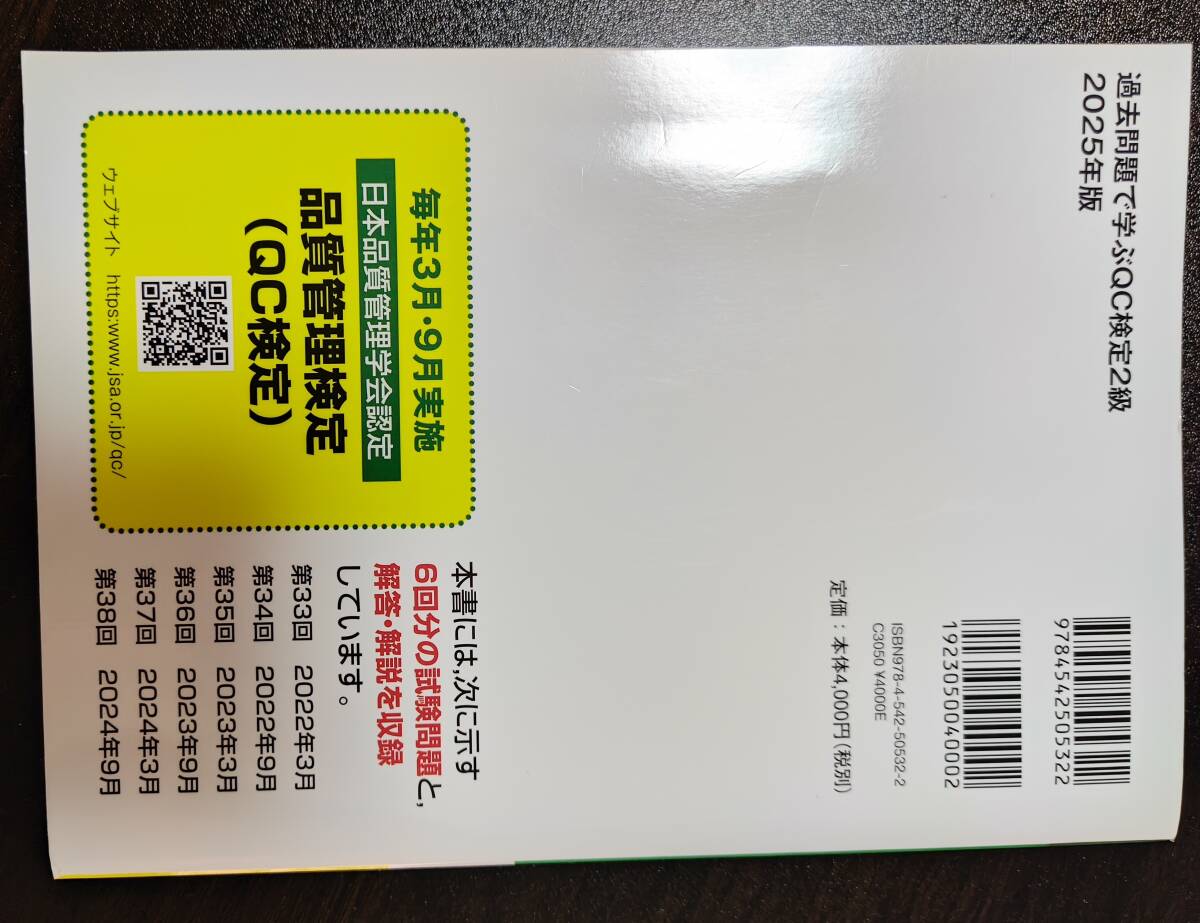 過去問題で学ぶQC検定2級
2025年版
9784542505322
1923050040002
ISBN978-4-542-50532-2
C3050 ¥4000E
定価：本体4,000円（税別）
毎年3月・9月実施
日本品質管理学会認定
品質管理検定
（QC検定）
ウェブサイト https:www.jsa.or.jp/qc/
本書には,次に示す
6回分の試験問題と,
解答・解説を収録
しています。
第33回 2022年3月
第34回 2022年9月
第35回 2023年3月
第36回 2023年9月
第37回 2024年3月
第38回 2024年9月